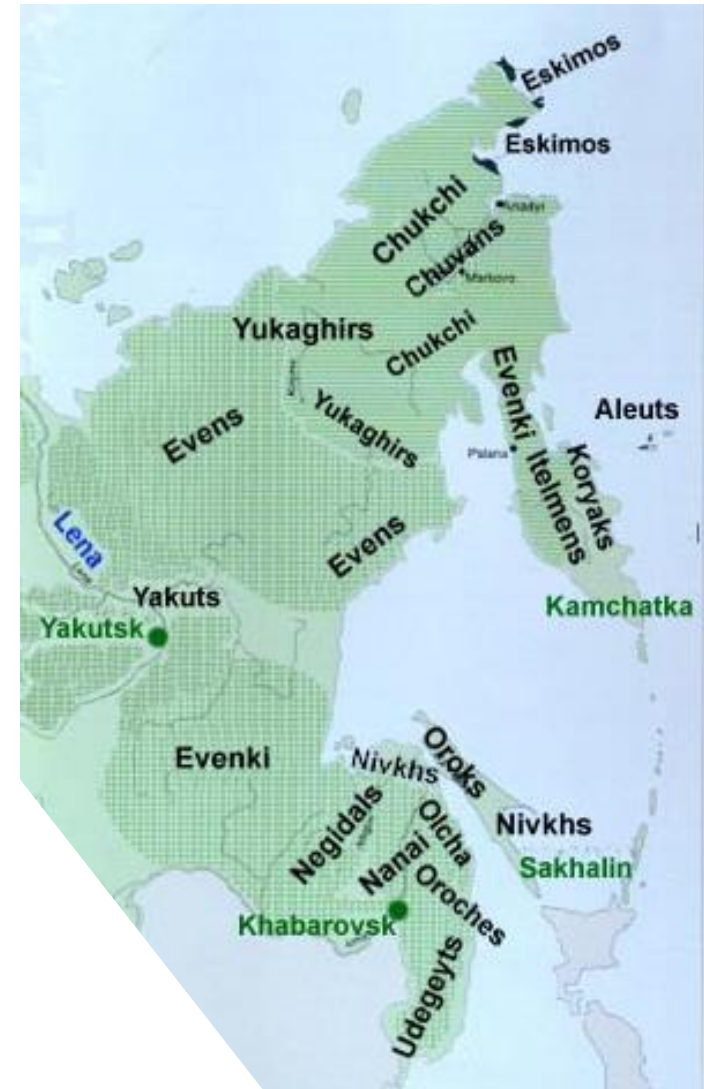 Eskimos
Eskimos
Chukchi
Anadyr
Chuvans
Markovo
Yukaghirs
Chukchi
Evenki
Aleuts
Evens
Yukaghirs
Palana
Itelmens
Koryaks
Lena
Evens
Yakuts
Kamchatka
Yakutsk
Evenki
Nivkhs
Oroks
Negidals
Olcha
Nivkhs
Nanai
Sakhalin
Oroches
Khabarovsk
Udegeyts